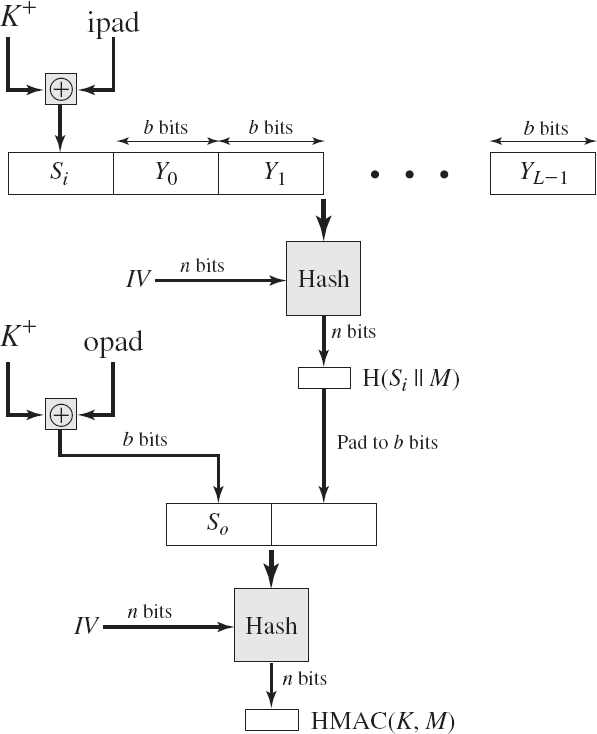 K⁺ ipad
⊕
b bits b bits b bits
Sᵢ Y₀ Y₁ • • • Y_{L−1}
IV n bits Hash
n bits
K⁺ opad
H(Sᵢ || M)
⊕
b bits Pad to b bits
Sₒ
IV n bits Hash
n bits
HMAC(K, M)